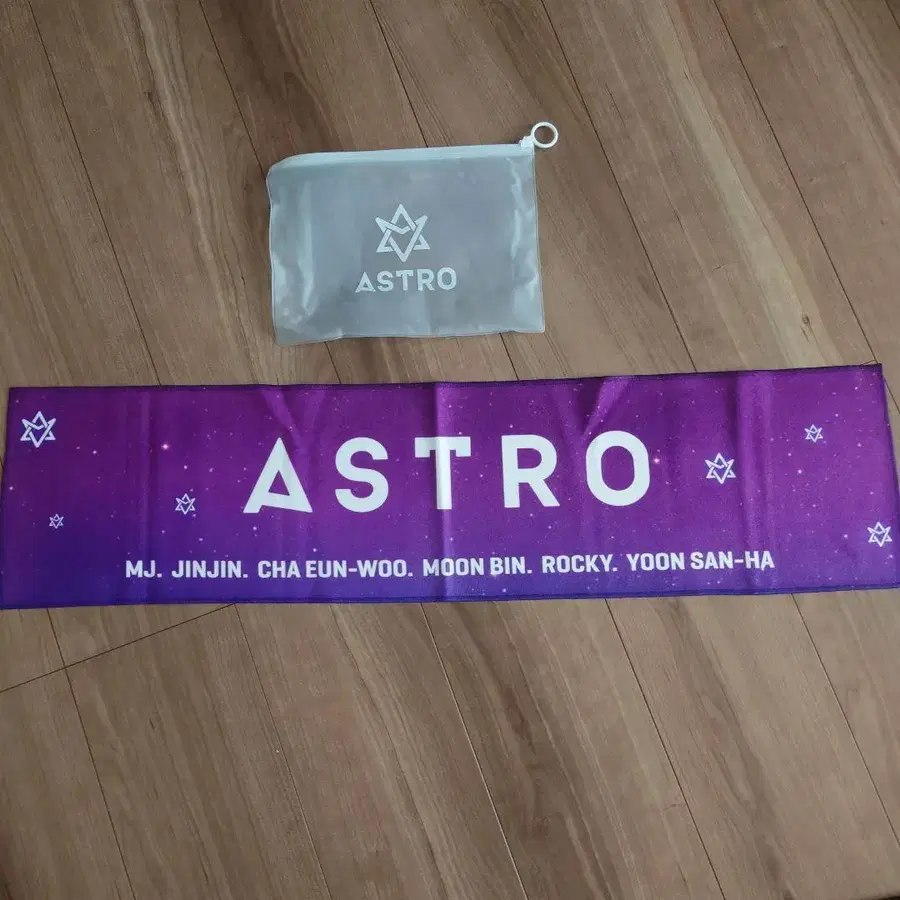 ASTRO
ASTRO
MJ. JINJIN. CHA EUN-WOO. MOON BIN. ROCKY. YOON SAN-HA